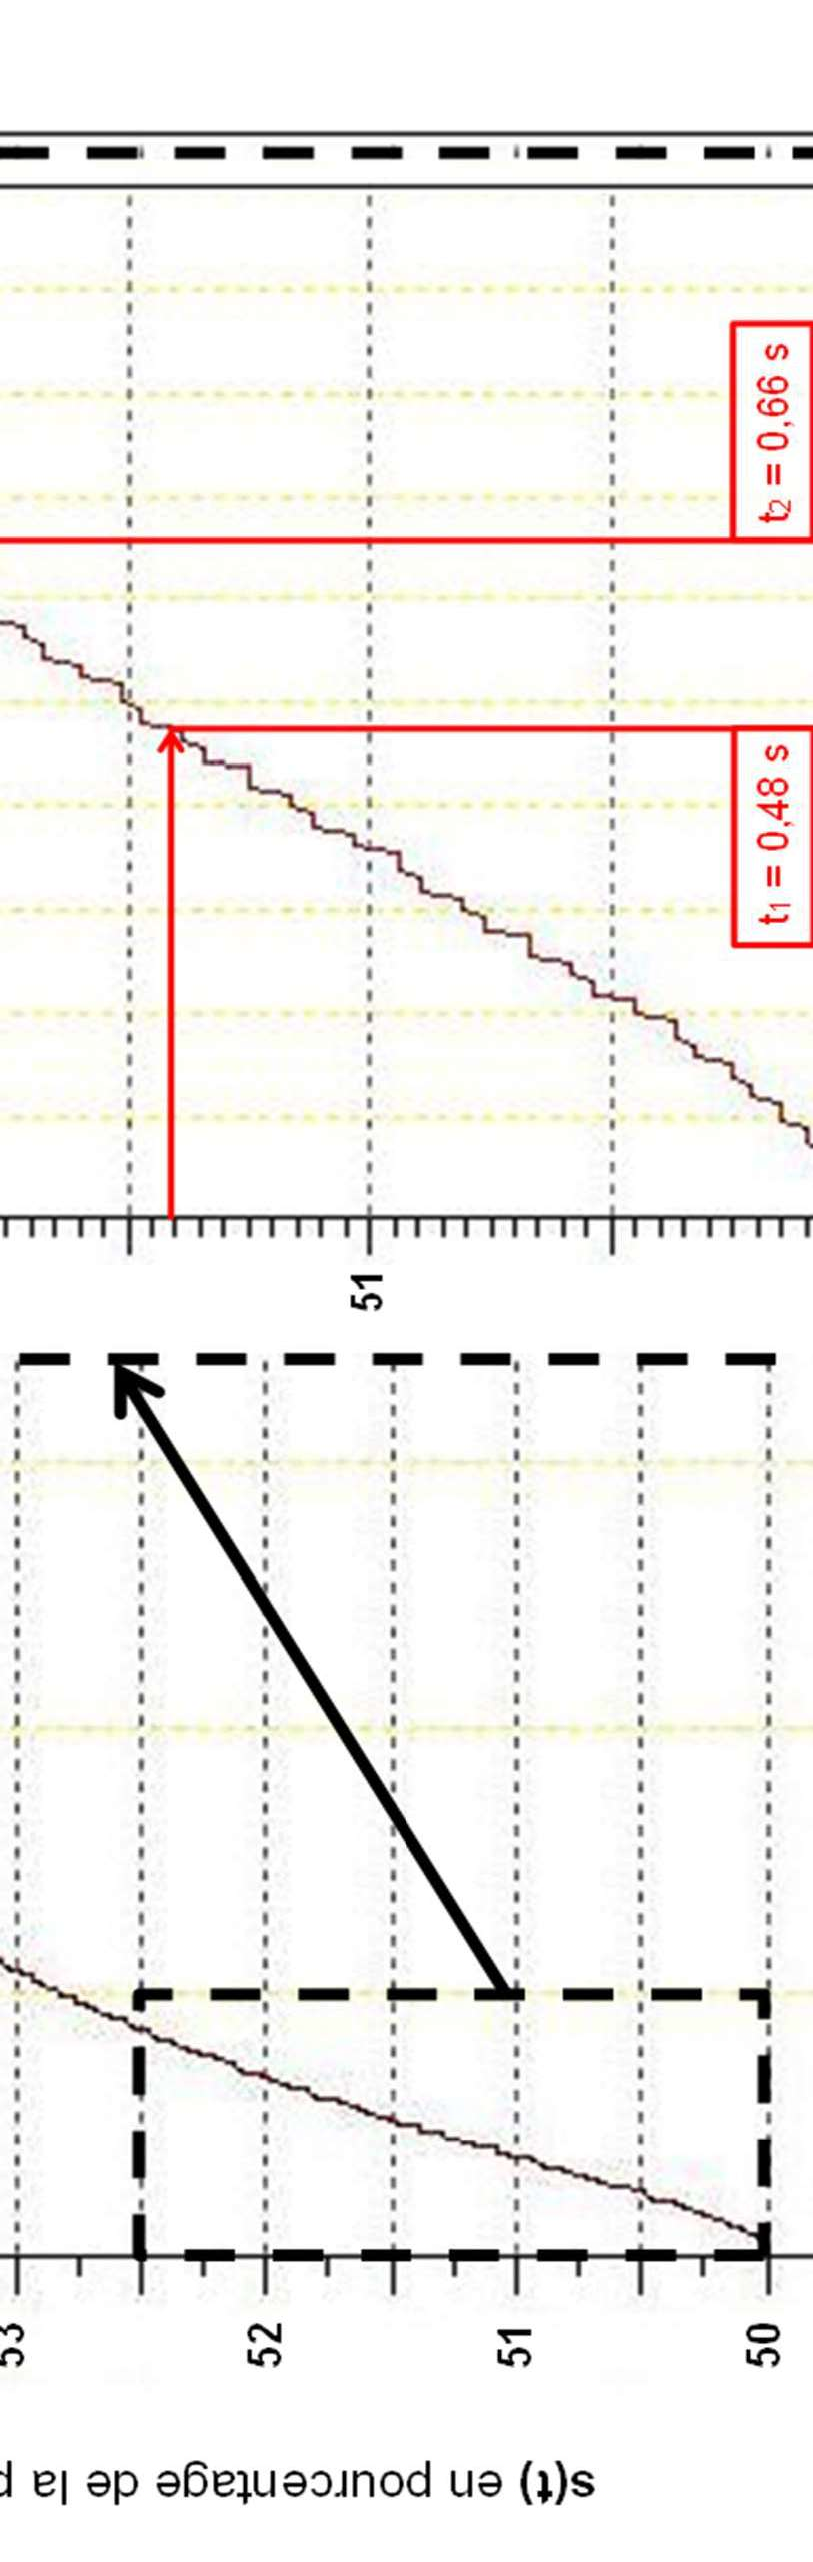 t₂ = 0,66 s
t₁ = 0,48 s
51
53
52
51
50
s(t) en pourcentage de la p